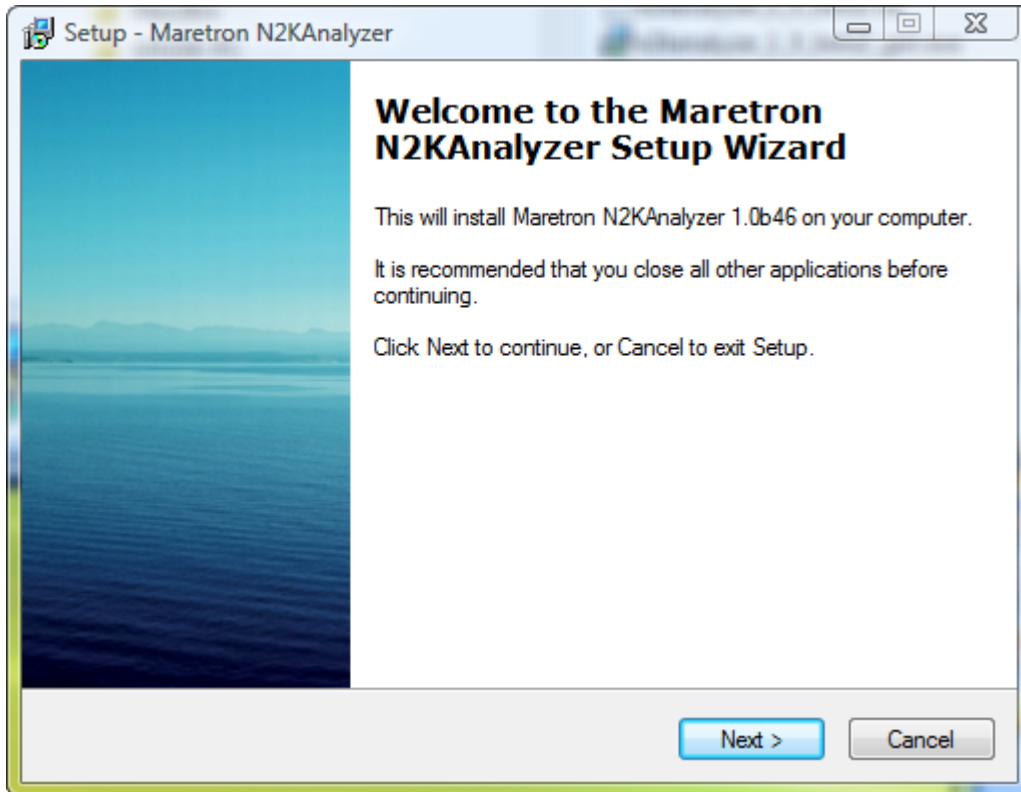 Setup - Maretron N2KAnalyzer
Welcome to the Maretron
N2KAnalyzer Setup Wizard
This will install Maretron N2KAnalyzer 1.0b46 on your computer.
It is recommended that you close all other applications before
continuing.
Click Next to continue, or Cancel to exit Setup.
Next >
Cancel